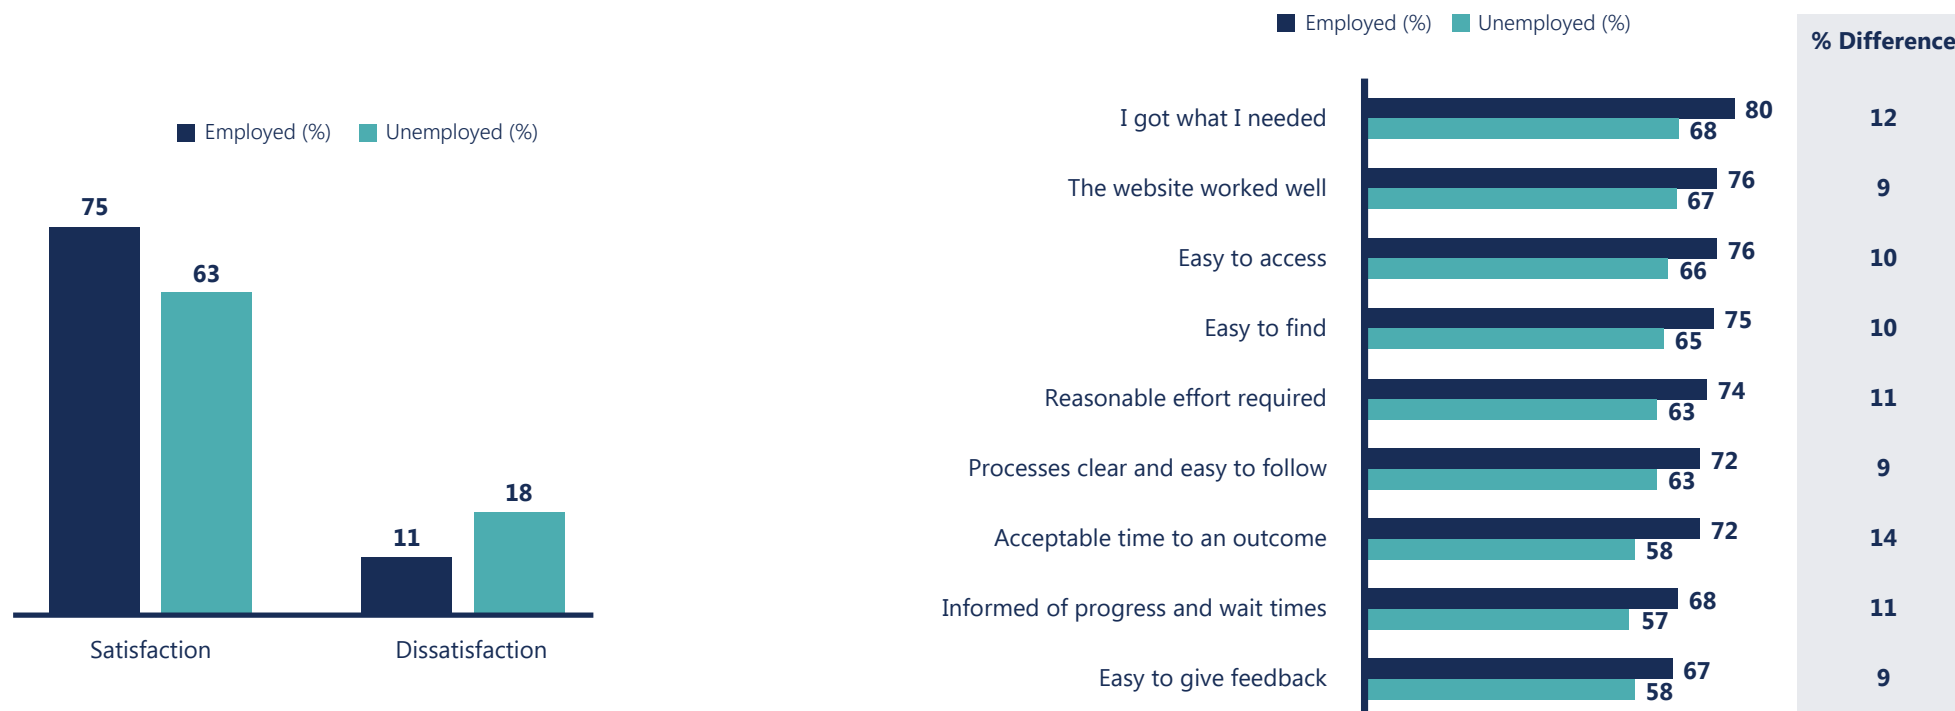 Employed (%) Unemployed (%)
75
63
11
18
Satisfaction Dissatisfaction
Employed (%) Unemployed (%)
% Difference
I got what I needed 80 68 12
The website worked well 76 67 9
Easy to access 76 66 10
Easy to find 75 65 10
Reasonable effort required 74 63 11
Processes clear and easy to follow 72 63 9
Acceptable time to an outcome 72 58 14
Informed of progress and wait times 68 57 11
Easy to give feedback 67 58 9